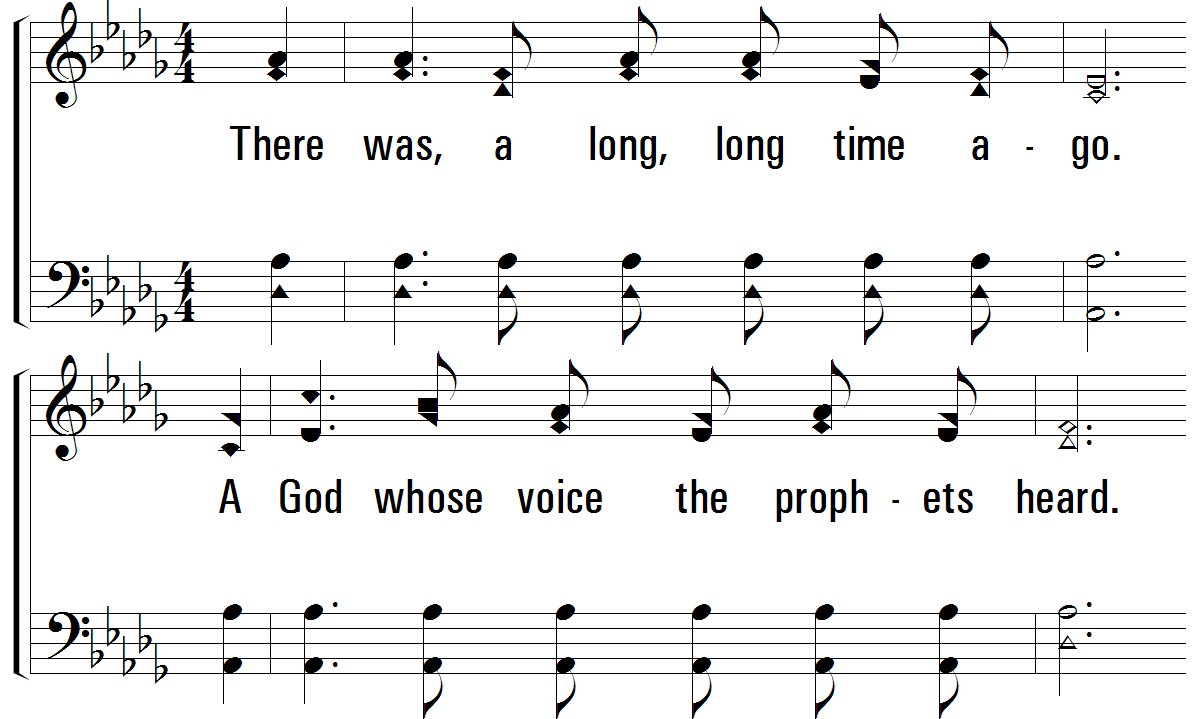 There was, a long, long time a - go.
A God whose voice the proph - ets heard.